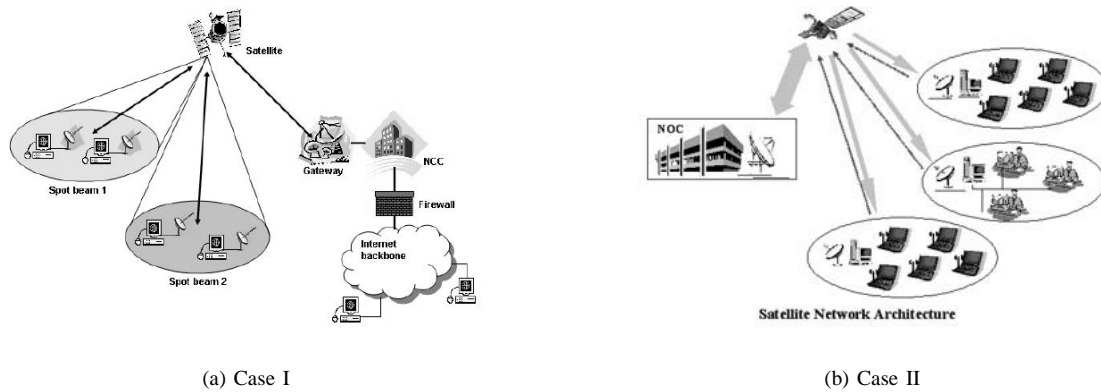 Satellite
Spot beam 1
Gateway
NCC
Firewall
Internet
backbone
Spot beam 2
(a) Case I
NOC
Satellite Network Architecture
(b) Case II